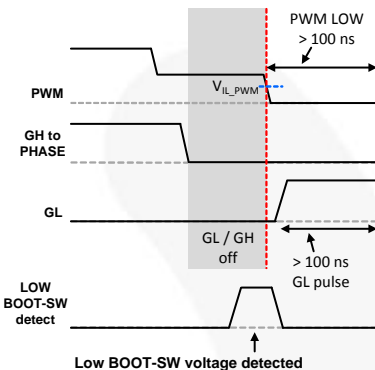 PWM LOW
> 100 ns
V_IL_PWM
PWM
GH to
PHASE
GL
GL / GH
off
> 100 ns
GL pulse
LOW
BOOT-SW
detect
Low BOOT-SW voltage detected